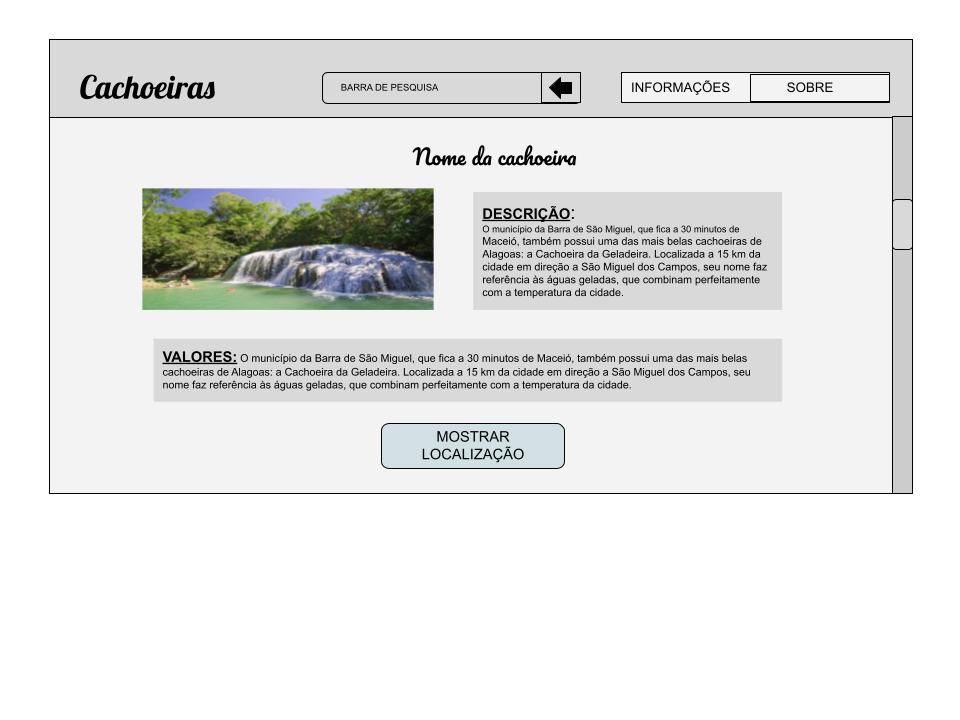 Cachoeiras
BARRA DE PESQUISA
INFORMAÇÕES
SOBRE
Nome da cachoeira
DESCRIÇÃO:
O município da Barra de São Miguel, que fica a 30 minutos de
Maceió, também possui uma das mais belas cachoeiras de
Alagoas: a Cachoeira da Geladeira. Localizada a 15 km da
cidade em direção a São Miguel dos Campos, seu nome faz
referência às águas geladas, que combinam perfeitamente
com a temperatura da cidade.
VALORES: O município da Barra de São Miguel, que fica a 30 minutos de Maceió, também possui uma das mais belas
cachoeiras de Alagoas: a Cachoeira da Geladeira. Localizada a 15 km da cidade em direção a São Miguel dos Campos, seu
nome faz referência às águas geladas, que combinam perfeitamente com a temperatura da cidade.
MOSTRAR
LOCALIZAÇÃO